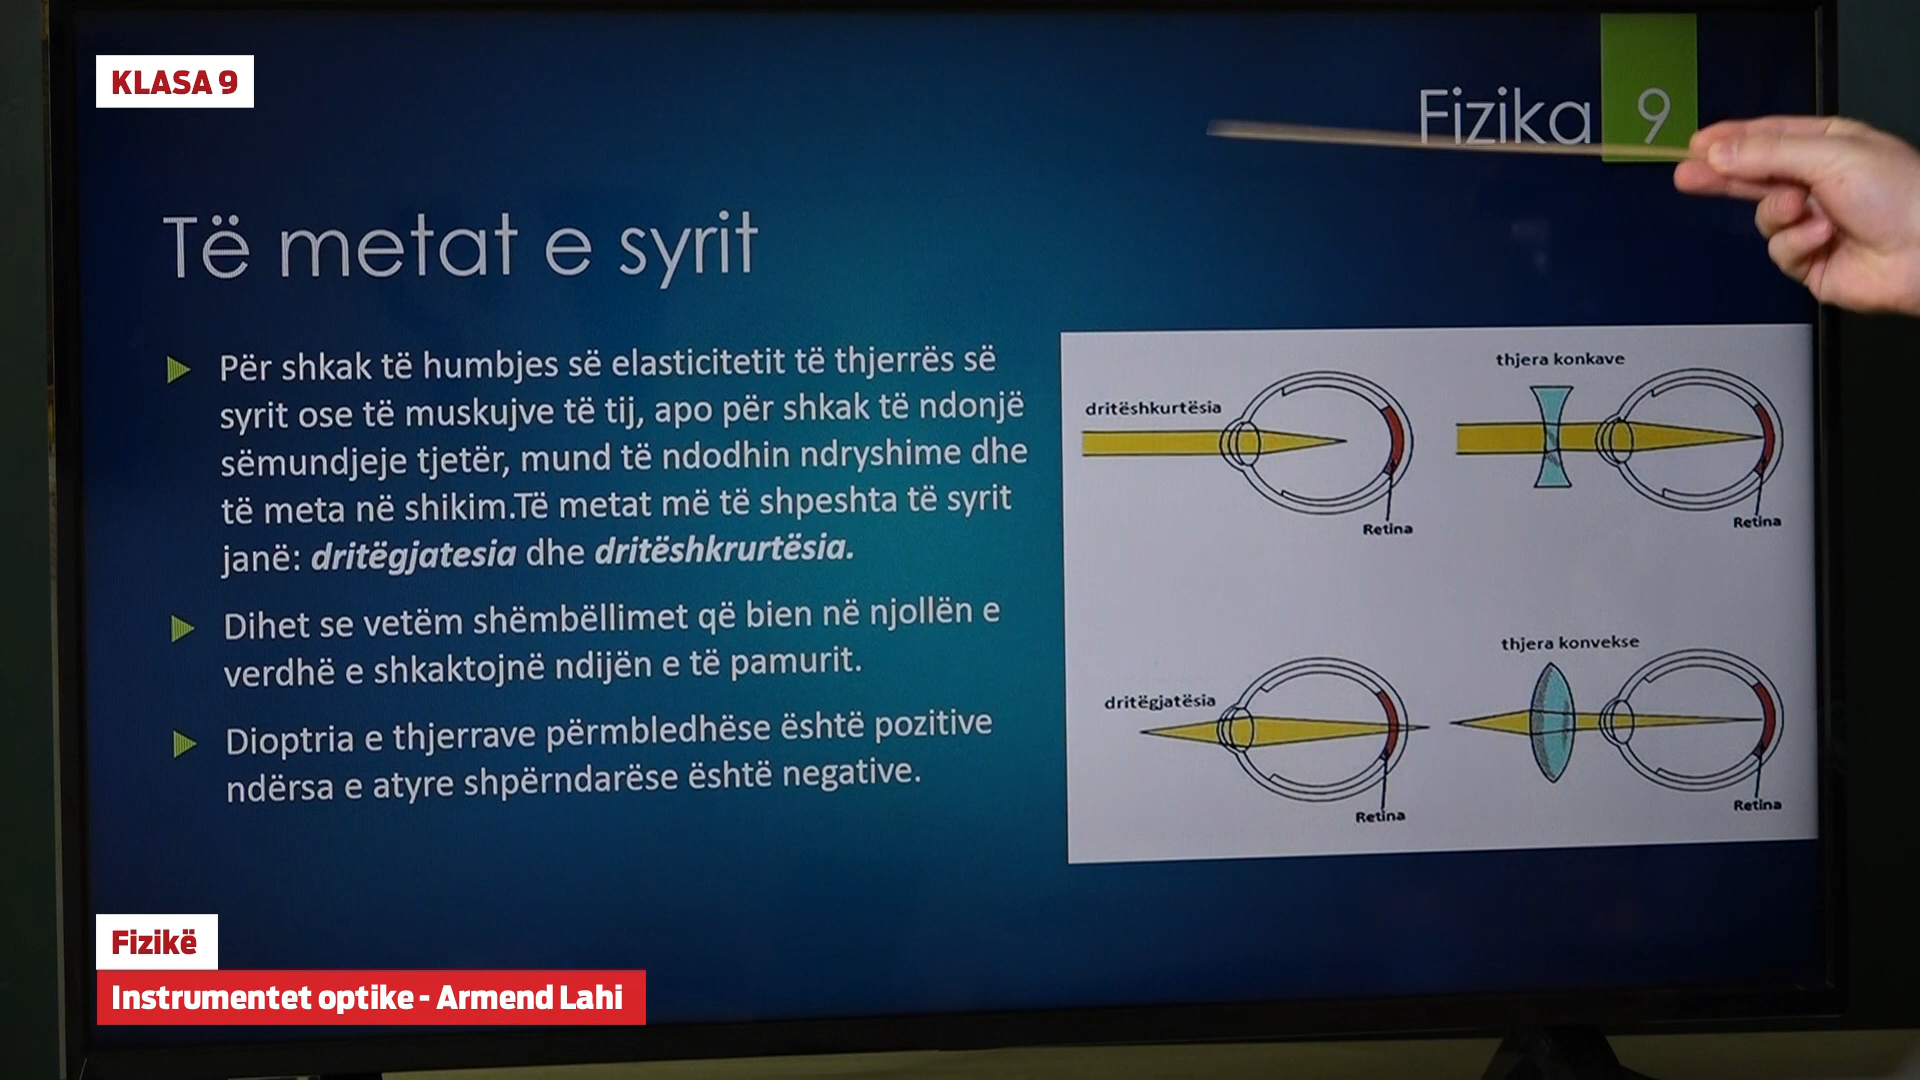 KLASA 9
Fizika 9
Të metat e syrit
Për shkak të humbjes së elasticitetit të thjerrës së
syrit ose të muskujve të tij, apo për shkak të ndonjë
sëmundjeje tjetër, mund të ndodhin ndryshime dhe
të meta në shikim.Të metat më të shpeshta të syrit
janë: dritëgjatesia dhe dritëshkrurtësia.
Dihet se vetëm shëmbëllimet që bien në njollën e
verdhë e shkaktojnë ndijën e të pamurit.
Dioptria e thjerrave përmbledhëse është pozitive
ndërsa e atyre shpërndarëse është negative.
dritëshkurtësia
Retina
thjera konkave
Retina
dritëgjatësia
Retina
thjera konvekse
Retina
Fizikë
Instrumentet optike - Armend Lahi